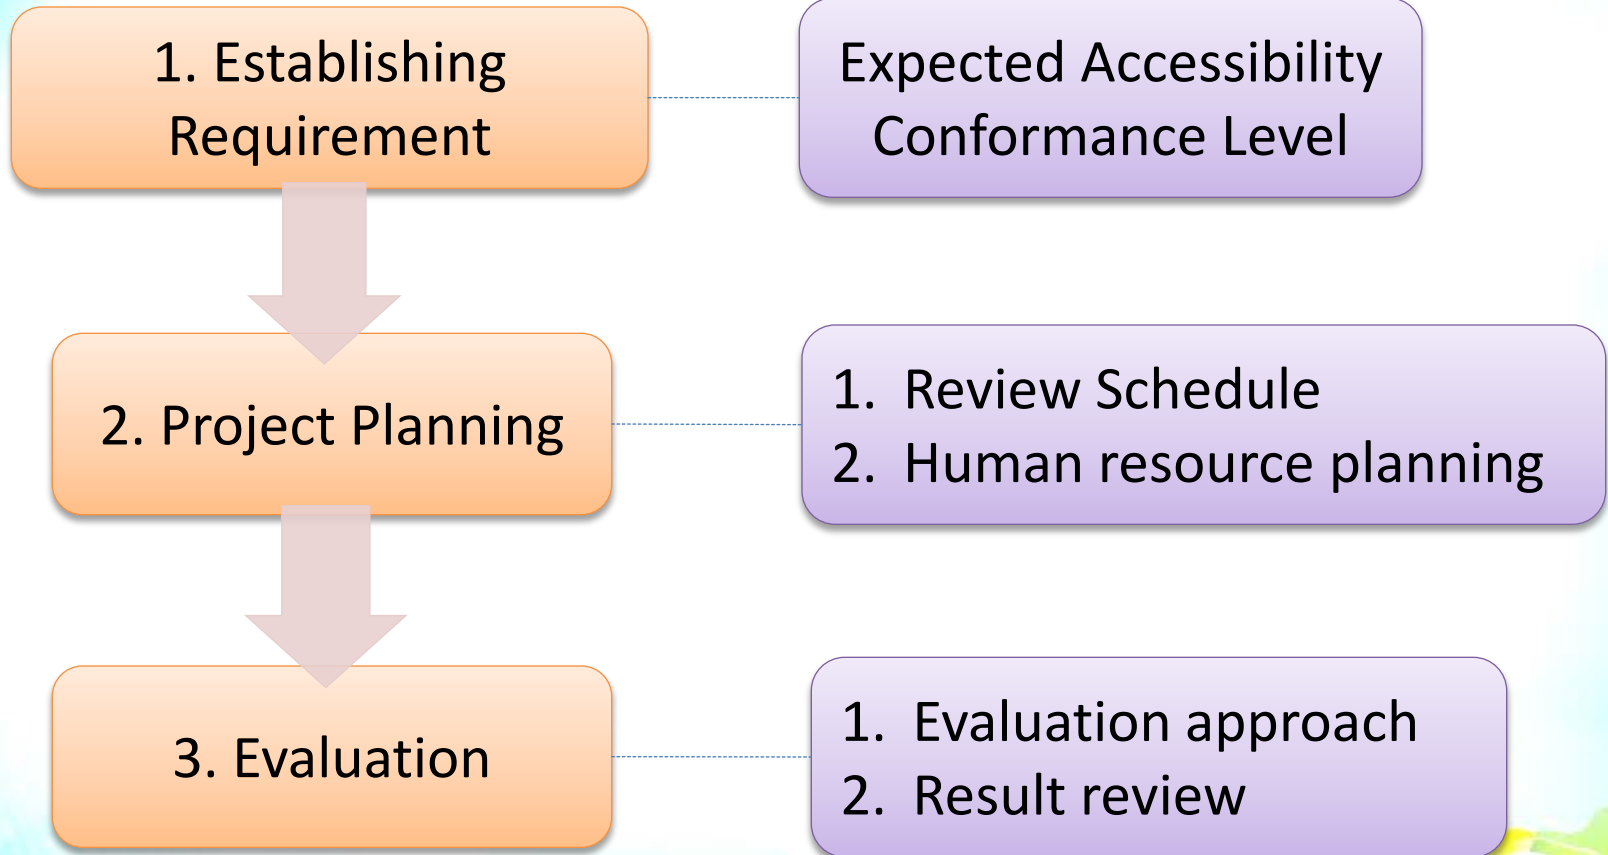 1. Establishing
Requirement
Expected Accessibility
Conformance Level
2. Project Planning
1. Review Schedule
2. Human resource planning
3. Evaluation
1. Evaluation approach
2. Result review